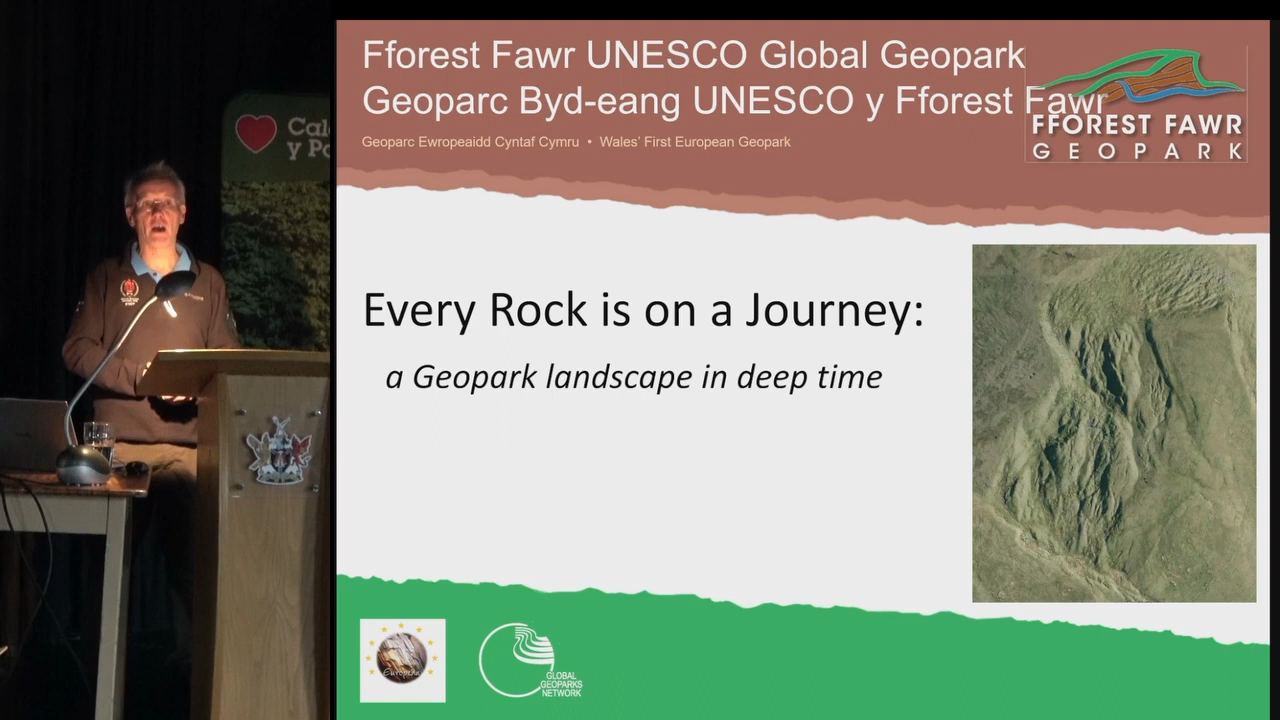 Fforest Fawr UNESCO Global Geopark
Geoparc Byd-eang UNESCO y Fforest Fawr
Geoparc Ewropeaidd Cyntaf Cymru • Wales' First European Geopark
FFOREST FAWR
GEOPARK
y
Every Rock is on a Journey:
a Geopark landscape in deep time
European
GLOBAL
GEOPARKS
NETWORK